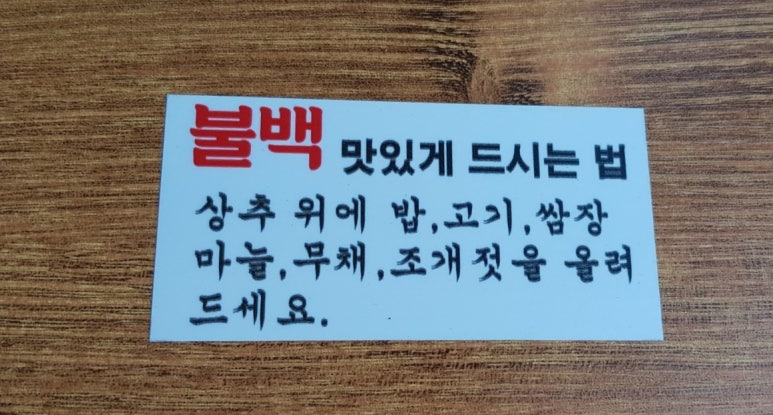 불백 맛있게 드시는 법
상추 위에 밥,고기,쌈장
마늘,무채,조개젓을 올려
드세요.